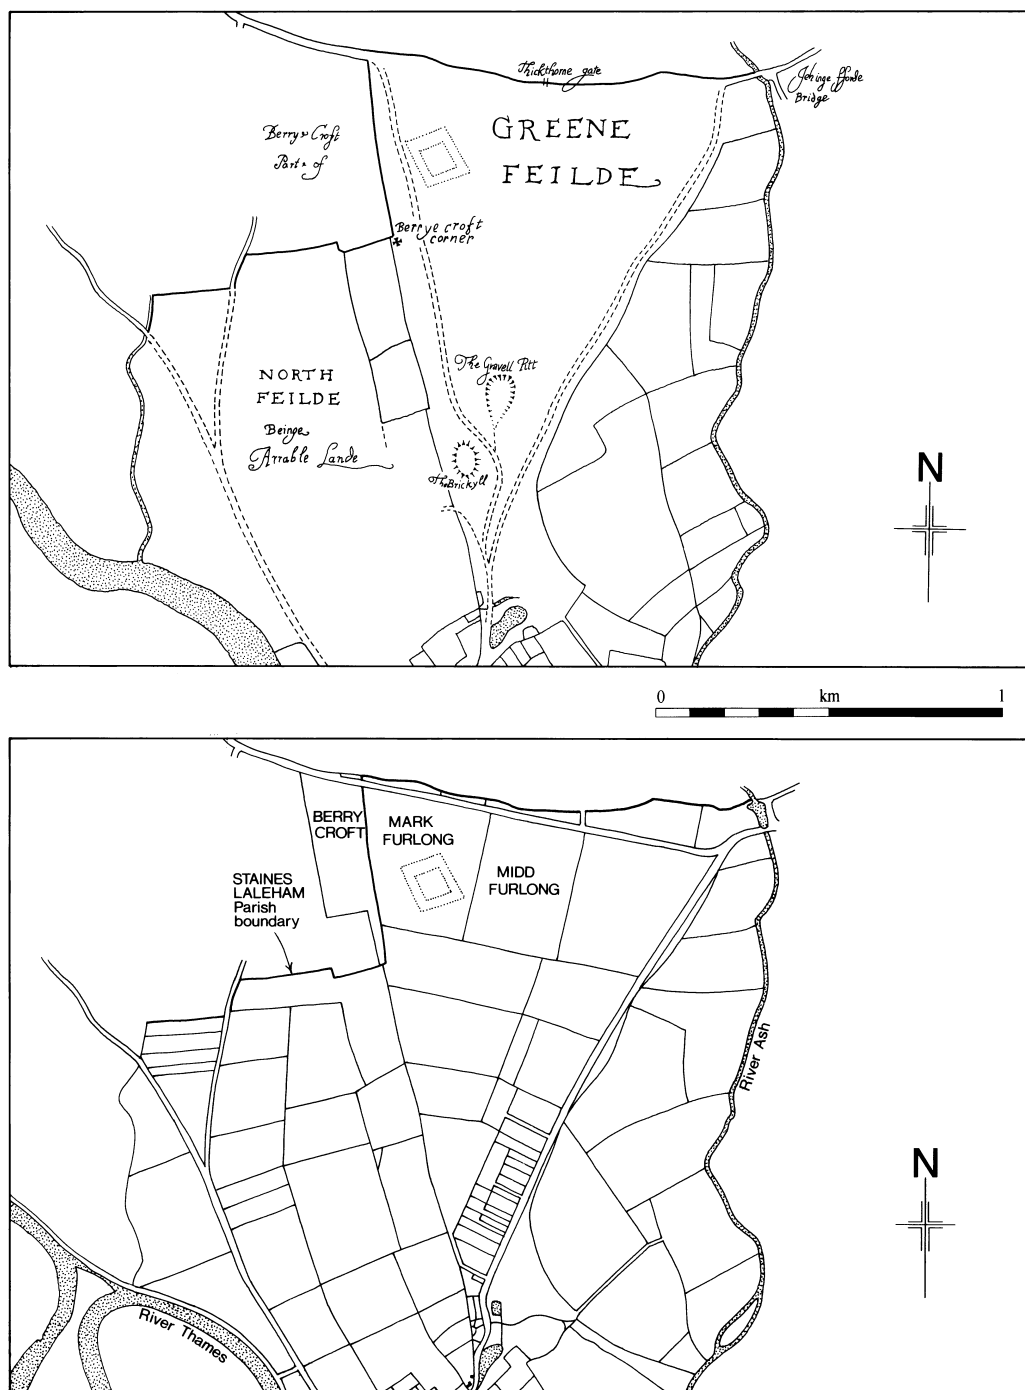 Thickthorne gate
Johinge fforde
Bridge
GREENE
FEILDE
Berry Croft
Part of
Berrye croft
corner
The Gravell Pitt
NORTH
FEILDE
Beinge
Arrable Lande
The Brickyll
N
0 km 1
BERRY
CROFT
MARK
FURLONG
MIDD
FURLONG
STAINES
LALEHAM
Parish
boundary
River Ash
N
River Thames